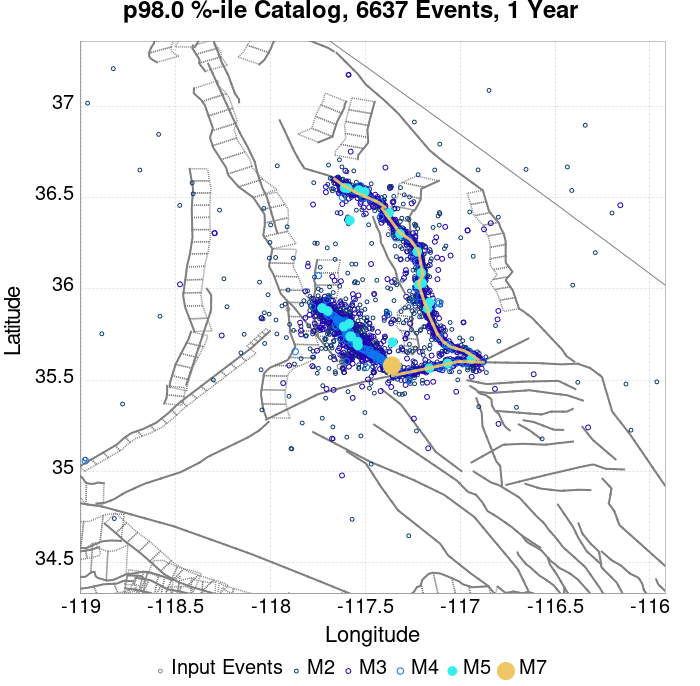 p98.0 %-ile Catalog, 6637 Events, 1 Year
37
36.5
36
35.5
35
34.5
Latitude
-119 -118.5 -118 -117.5 -117 -116.5 -116
Longitude
Input Events M2 M3 M4 M5 M7